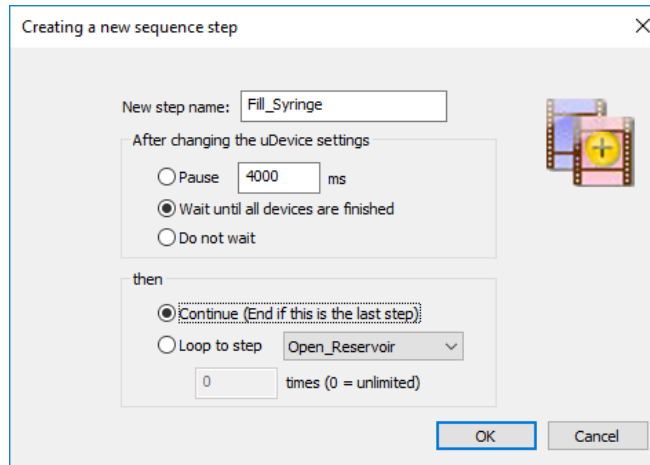 Creating a new sequence step
New step name: Fill_Syringe
After changing the uDevice settings
Pause 4000 ms
Wait until all devices are finished
Do not wait
then
Continue (End if this is the last step)
Loop to step Open_Reservoir
0 times (0 = unlimited)
OK Cancel